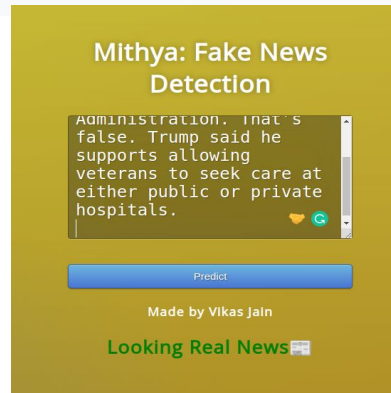 Mithya: Fake News
Detection
Administration. That's
false. Trump said he
supports allowing
veterans to seek care at
either public or private
hospitals.
Predict
Made by Vikas Jain
Looking Real News